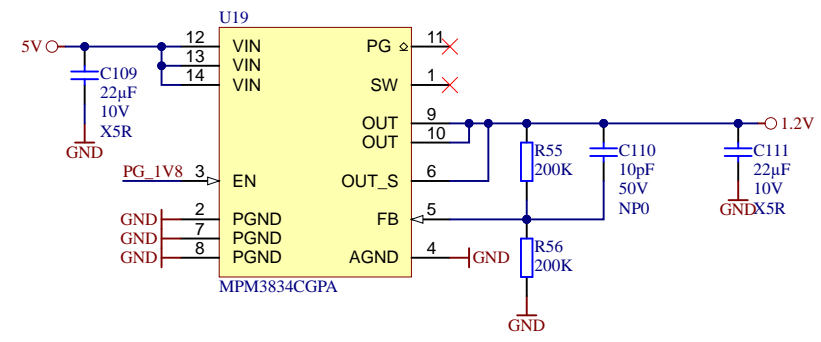 U19
5V
12
VIN
13
VIN
14
VIN
PG
11
SW
1
OUT
9
OUT
10
1.2V
C109
22µF
10V
X5R
GND
PG_1V8
3
EN
OUT_S
6
R55
200K
C110
10pF
50V
NP0
C111
22µF
10V
X5R
GND
GND
2
PGND
GND
7
PGND
GND
8
PGND
FB
5
AGND
4
GND
R56
200K
GND
MPM3834CGPA